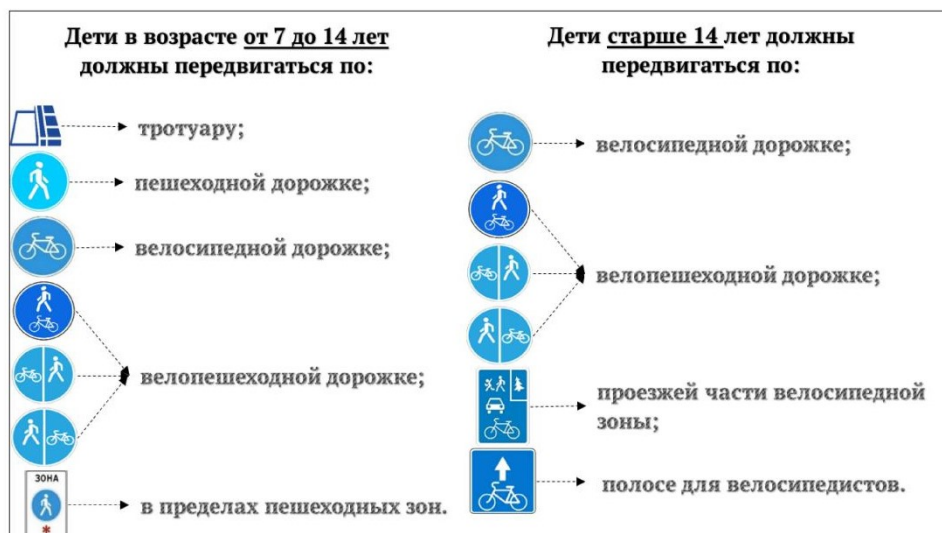 Дети в возрасте от 7 до 14 лет
должны передвигаться по:
тротуару;
пешеходной дорожке;
велосипедной дорожке;
велопешеходной дорожке;
ЗОНА
в пределах пешеходных зон.
Дети старше 14 лет должны
передвигаться по:
велосипедной дорожке;
велопешеходной дорожке;
проезжей части велосипедной
зоны;
полосе для велосипедистов.